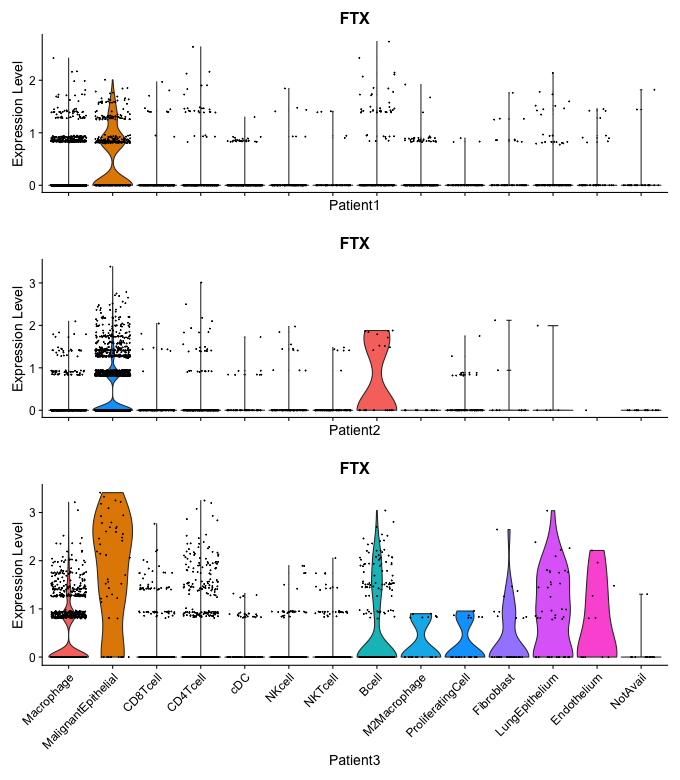 FTX
Expression Level
2
1
0
Patient1
FTX
Expression Level
3
2
1
0
Patient2
FTX
Expression Level
3
2
1
0
Macrophage
MalignantEpithelial
CD8Tcell
CD4Tcell
cDC
NKcell
NKTcell
Bcell
M2Macrophage
ProliferatingCell
Fibroblast
LungEpithelium
Endothelium
NotAvail
Patient3